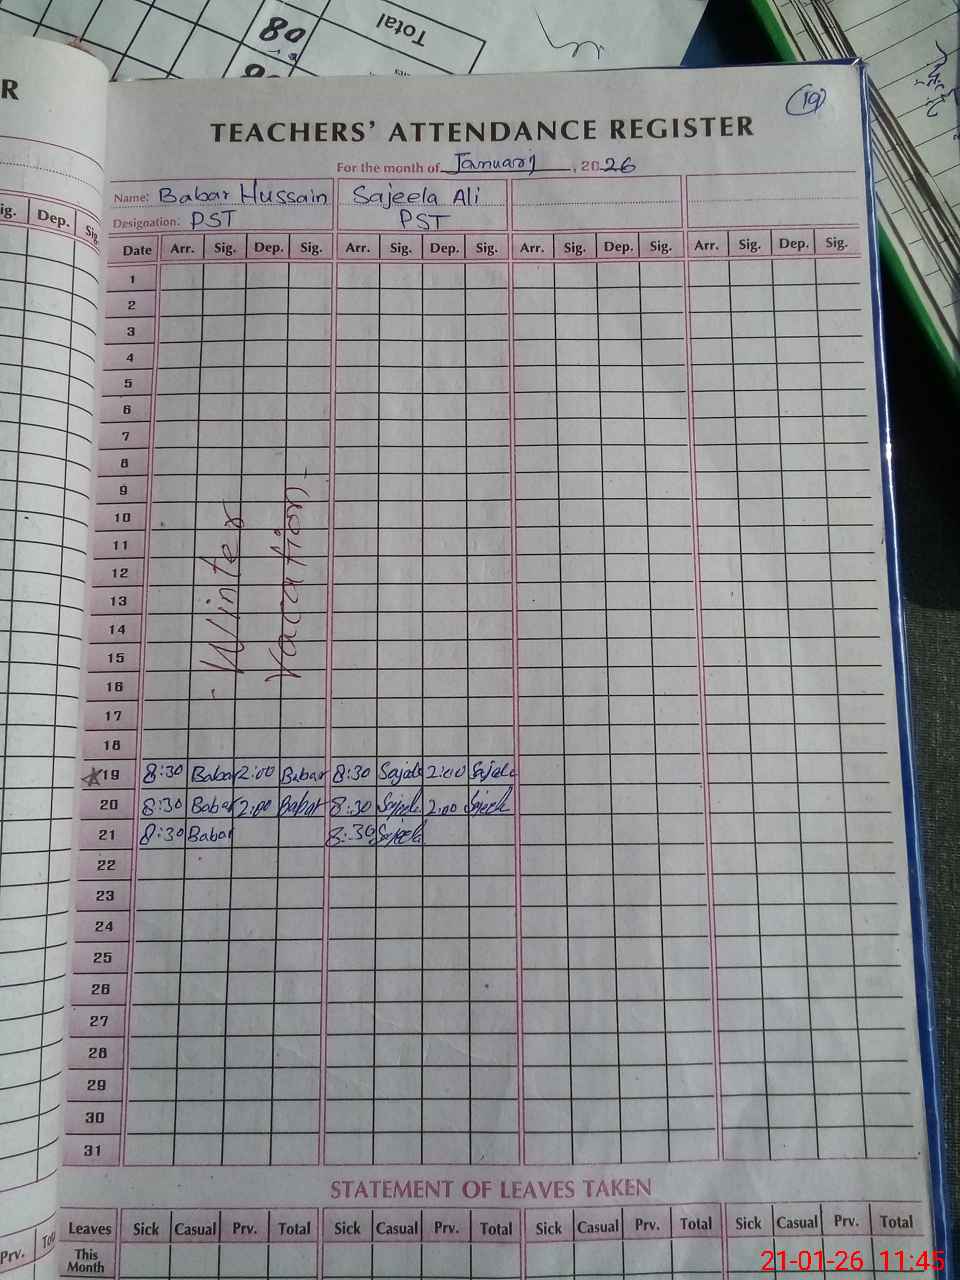 80
Total
R
19
TEACHERS' ATTENDANCE REGISTER
For the month of January, 2026
Name: Babar Hussain Sajeela Ali
Designation: PST PST
ig. Dep. Sig.
Date Arr. Sig. Dep. Sig. Arr. Sig. Dep. Sig. Arr. Sig. Dep. Sig. Arr. Sig. Dep. Sig.
1
2
3
4
5
6
7
8
9
10
11
12
13
14
15
16
17
18
Winter
Vacation
19 8:30 Babar 2:00 Babar 8:30 2:00
20 8:30 Babar 2:00 Babar 8:30 Sajeela 2:00 Sajeela
21 8:30 Babar 8:30 Sajeela
22
23
24
25
26
27
28
29
30
31
STATEMENT OF LEAVES TAKEN
Leaves Sick Casual Prv. Total Sick Casual Prv. Total Sick Casual Prv. Total Sick Casual Prv. Total
Prv. Tou
This
Month
21-01-26 11:45